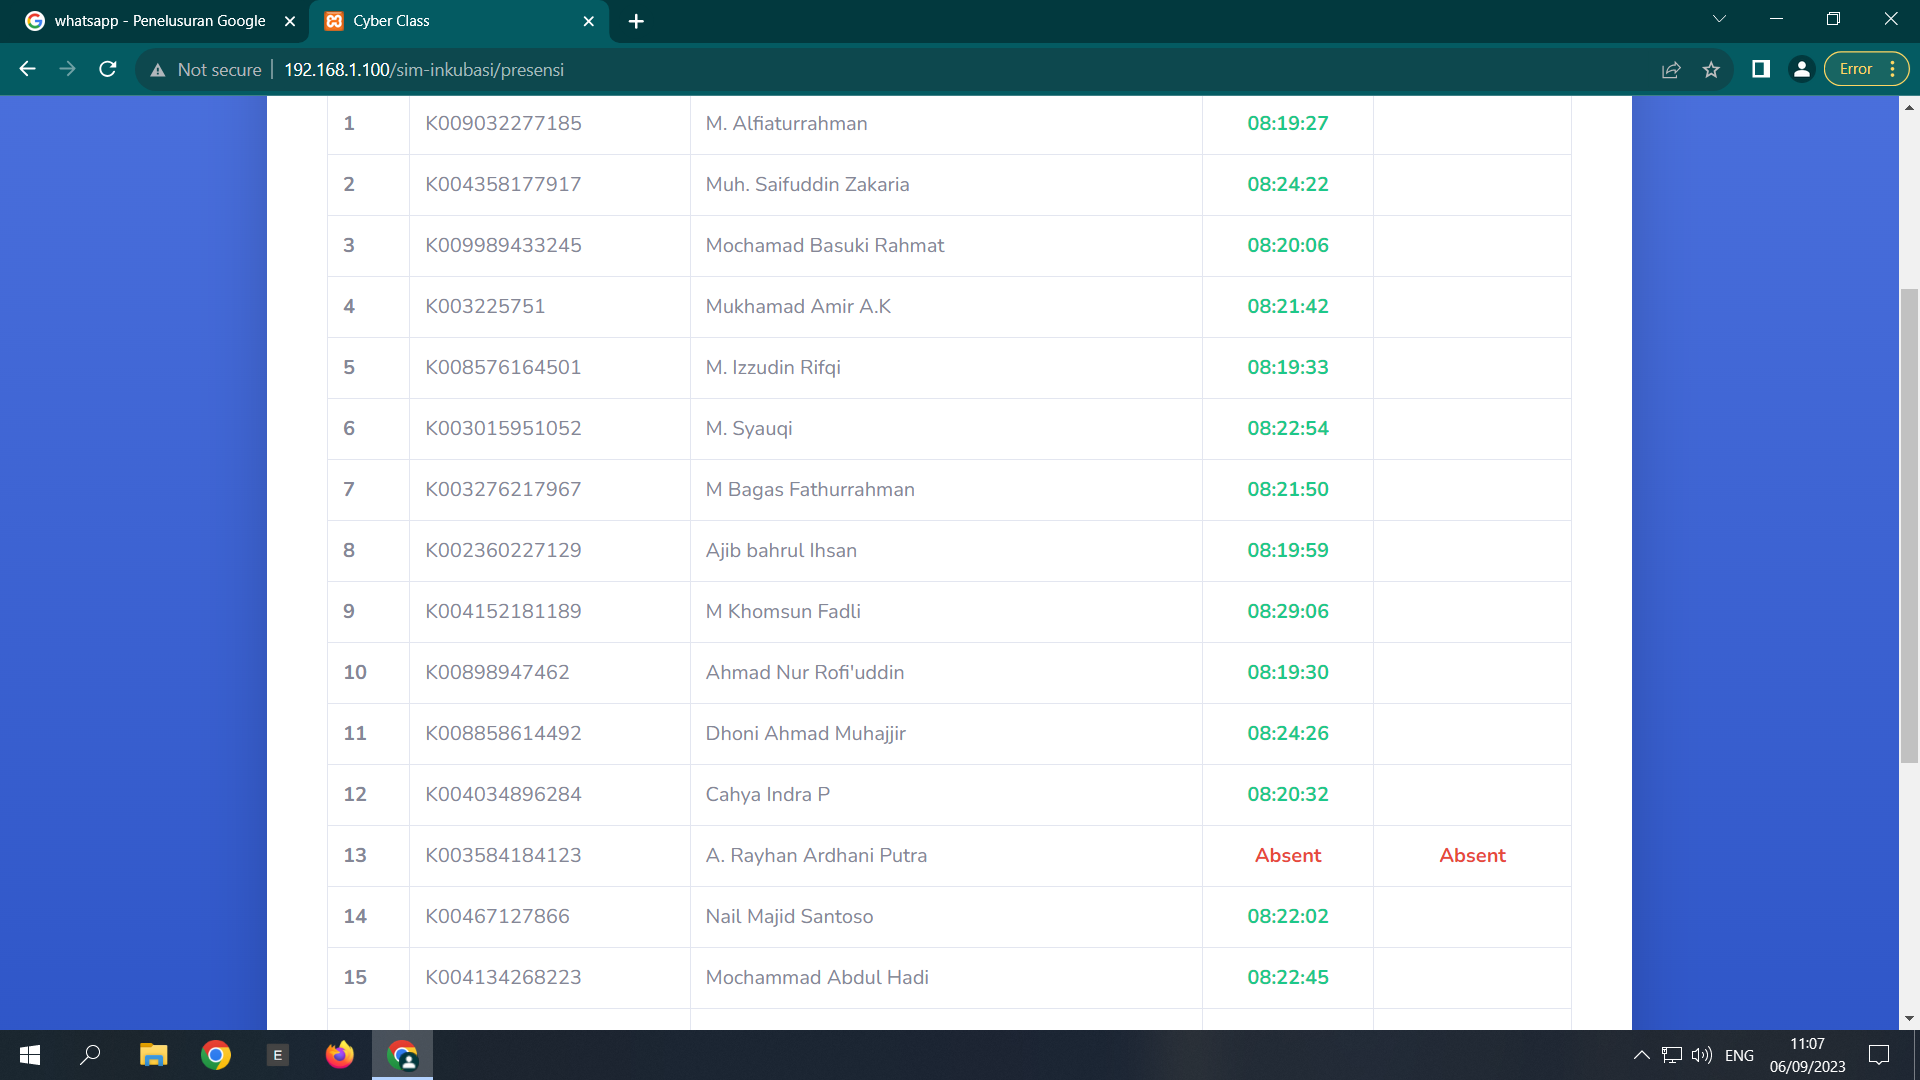 whatsapp - Penelusuran Google
Cyber Class
Not secure 192.168.1.100/sim-inkubasi/presensi
Error
1 K009032277185 M. Alfiaturrahman 08:19:27
2 K004358177917 Muh. Saifuddin Zakaria 08:24:22
3 K009989433245 Mochamad Basuki Rahmat 08:20:06
4 K003225751 Mukhamad Amir A.K 08:21:42
5 K008576164501 M. Izzudin Rifqi 08:19:33
6 K003015951052 M. Syauqi 08:22:54
7 K003276217967 M Bagas Fathurrahman 08:21:50
8 K002360227129 Ajib bahrul Ihsan 08:19:59
9 K004152181189 M Khomsun Fadli 08:29:06
10 K00898947462 Ahmad Nur Rofi'uddin 08:19:30
11 K008858614492 Dhoni Ahmad Muhajjir 08:24:26
12 K004034896284 Cahya Indra P 08:20:32
13 K003584184123 A. Rayhan Ardhani Putra Absent Absent
14 K00467127866 Nail Majid Santoso 08:22:02
15 K004134268223 Mochammad Abdul Hadi 08:22:45
E
ENG
11:07
06/09/2023